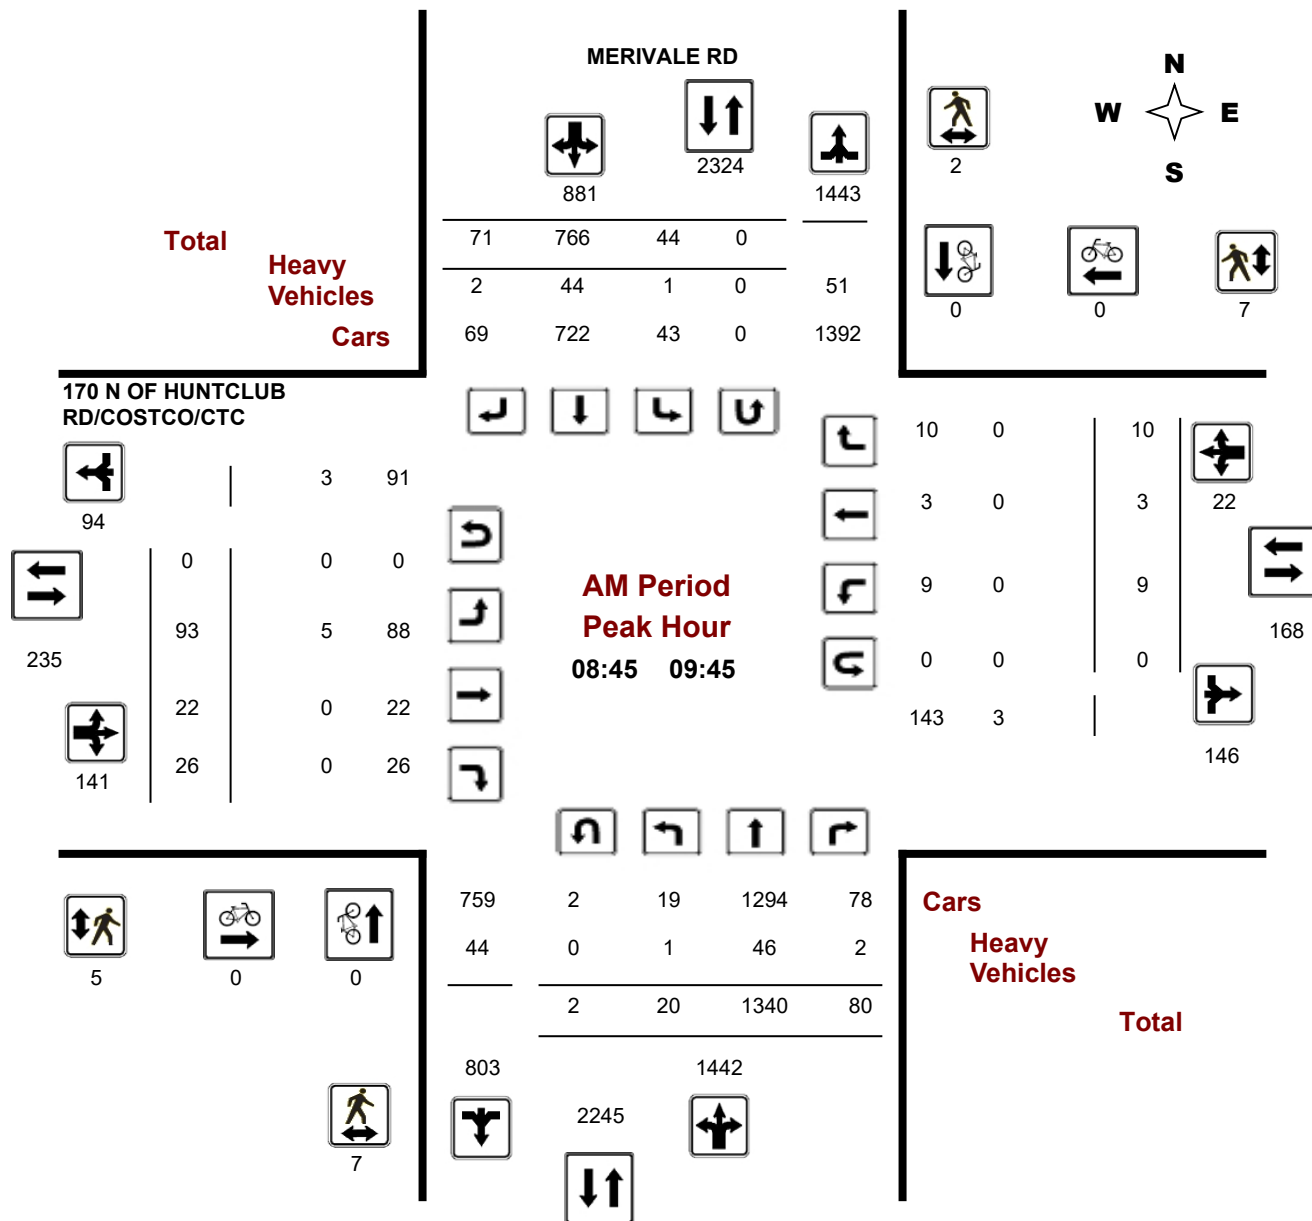 MERIVALE RD
N
W E
S
881 2324 1443 2
Total 71 766 44 0
Heavy
Vehicles 2 44 1 0 51
0 0 7
Cars 69 722 43 0 1392
170 N OF HUNTCLUB
RD/COSTCO/CTC
10 0 10
3 91
94
3 0 3 22
0 0 0
AM Period
9 0 9
93 5 88
Peak Hour
168
235
08:45 09:45
0 0 0
22 0 22
143 3
146
26 0 26
141
759 2 19 1294 78 Cars
44 0 1 46 2 Heavy
Vehicles
5 0 0
2 20 1340 80 Total
803 1442
2245
7